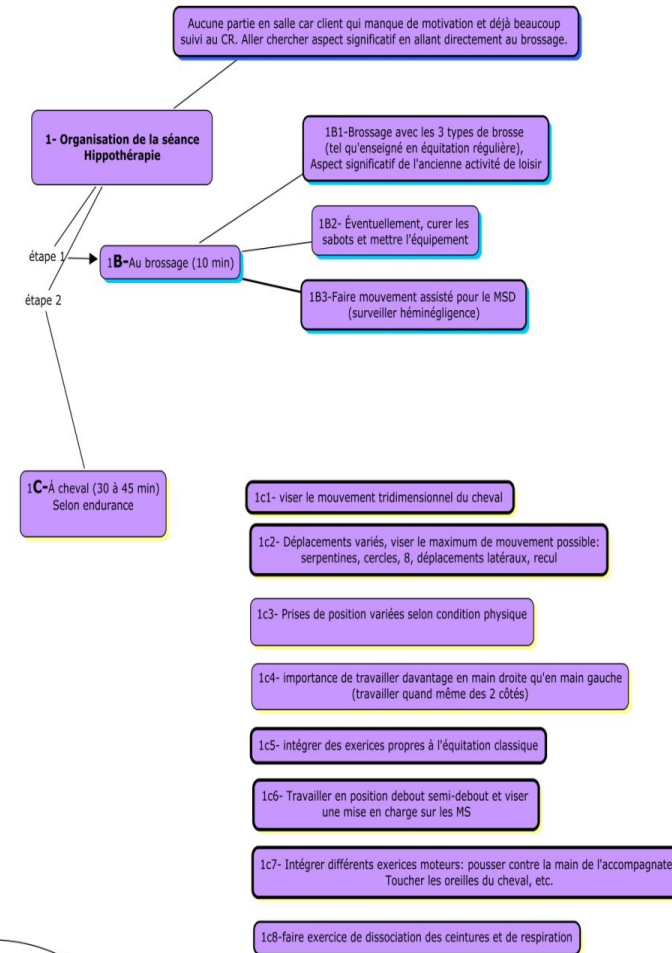 Aucune partie en salle car client qui manque de motivation et déjà beaucoup
suivi au CR. Aller chercher aspect significatif en allant directement au brossage.
1- Organisation de la séance
Hippothérapie
1B1-Brossage avec les 3 types de brosse
(tel qu'enseigné en équitation régulière),
Aspect significatif de l'ancienne activité de loisir
1B2- Éventuellement, curer les
sabots et mettre l'équipement
étape 1
1B-Au brossage (10 min)
étape 2
1B3-Faire mouvement assisté pour le MSD
(surveiller héminégligence)
1C-À cheval (30 à 45 min)
Selon endurance
1c1- viser le mouvement tridimensionnel du cheval
1c2- Déplacements variés, viser le maximum de mouvement possible:
serpentines, cercles, 8, déplacements latéraux, recul
1c3- Prises de position variées selon condition physique
1c4- importance de travailler davantage en main droite qu'en main gauche
(travailler quand même des 2 côtés)
1c5- intégrer des exerices propres à l'équitation classique
1c6- Travailler en position debout semi-debout et viser
une mise en charge sur les MS
1c7- Intégrer différents exerices moteurs: pousser contre la main de l'accompagnate
Toucher les oreilles du cheval, etc.
1c8-faire exercice de dissociation des ceintures et de respiration